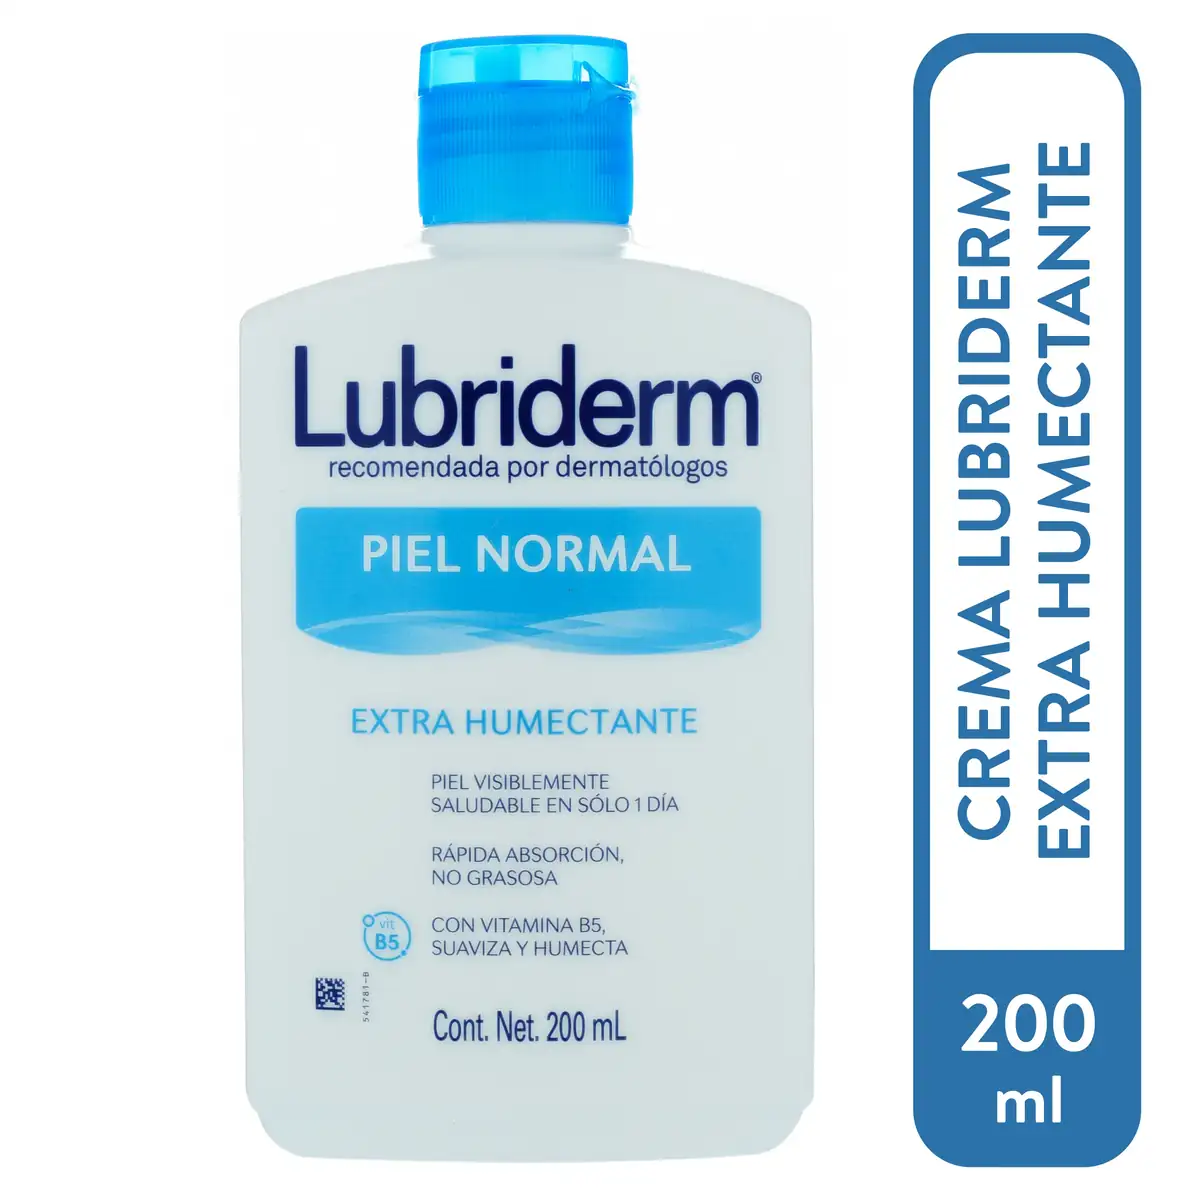 Lubriderm®
recomendada por dermatólogos
PIEL NORMAL
EXTRA HUMECTANTE
PIEL VISIBLEMENTE
SALUDABLE EN SÓLO 1 DÍA
RÁPIDA ABSORCIÓN,
NO GRASOSA
vit
B5
CON VITAMINA B5,
SUAVIZA Y HUMECTA
541781-B
Cont. Net. 200 mL
CREMA LUBRIDERM
EXTRA HUMECTANTE
200
ml